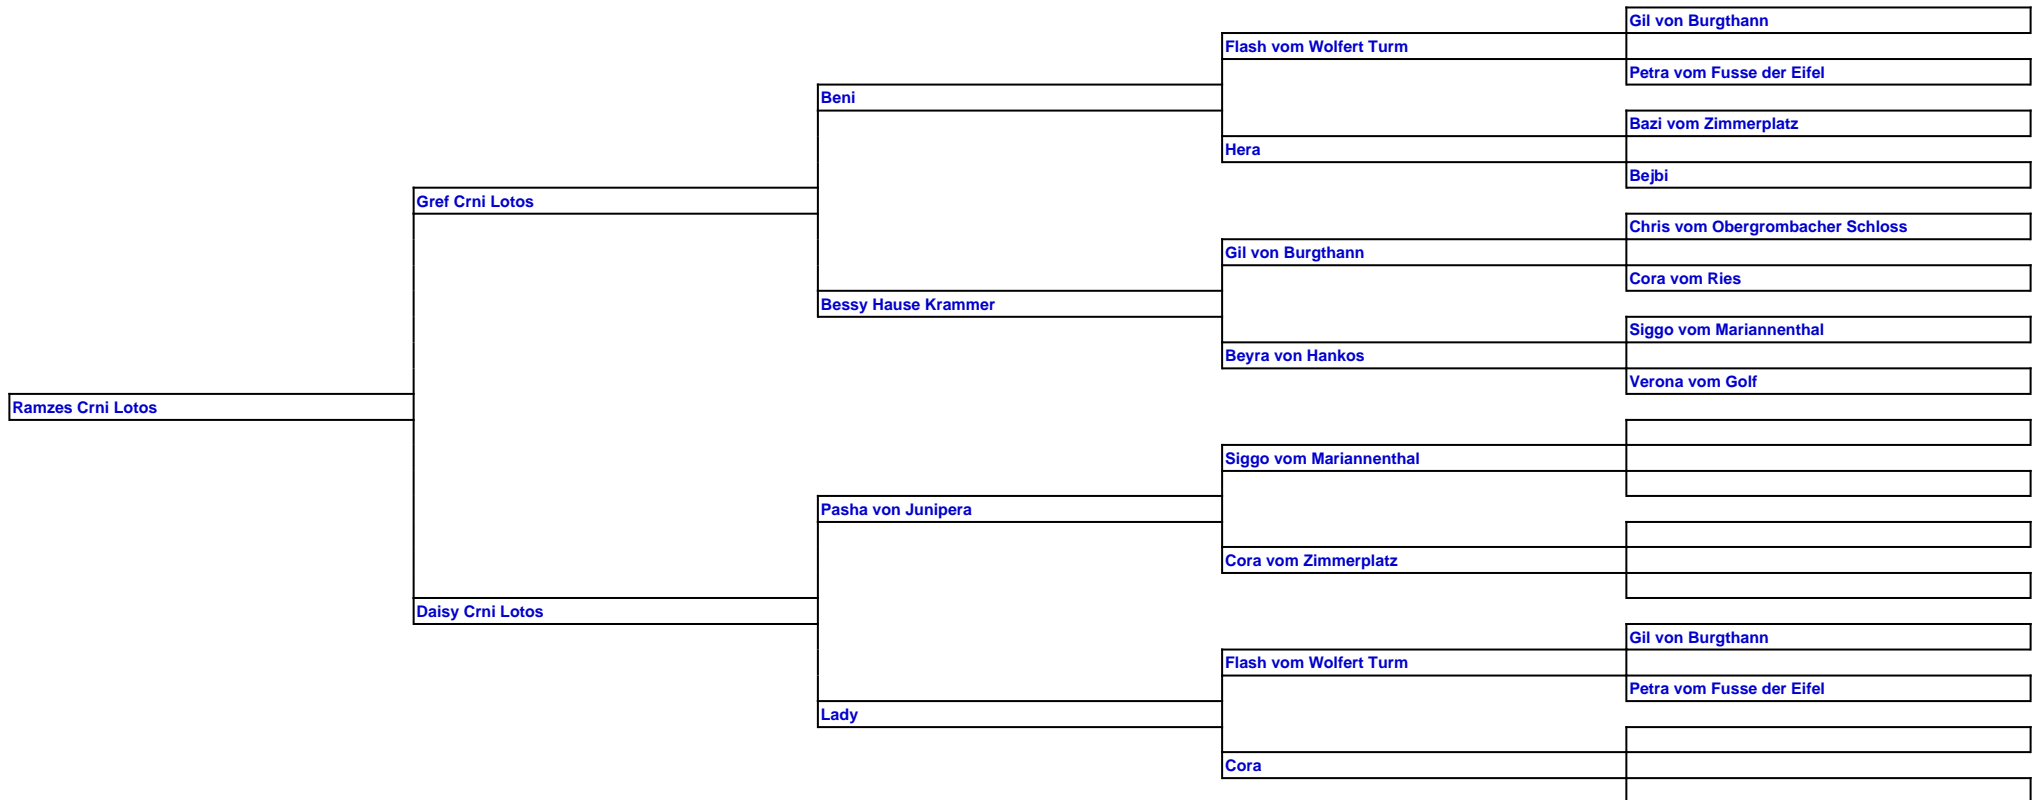 Gil von Burgthann
Flash vom Wolfert Turm
Petra vom Fusse der Eifel
Beni
Bazi vom Zimmerplatz
Hera
Bejbi
Gref Crni Lotos
Chris vom Obergrombacher Schloss
Gil von Burgthann
Cora vom Ries
Bessy Hause Krammer
Siggo vom Mariannenthal
Beyra von Hankos
Verona vom Golf
Ramzes Crni Lotos
Siggo vom Mariannenthal
Pasha von Junipera
Cora vom Zimmerplatz
Daisy Crni Lotos
Gil von Burgthann
Flash vom Wolfert Turm
Petra vom Fusse der Eifel
Lady
Cora